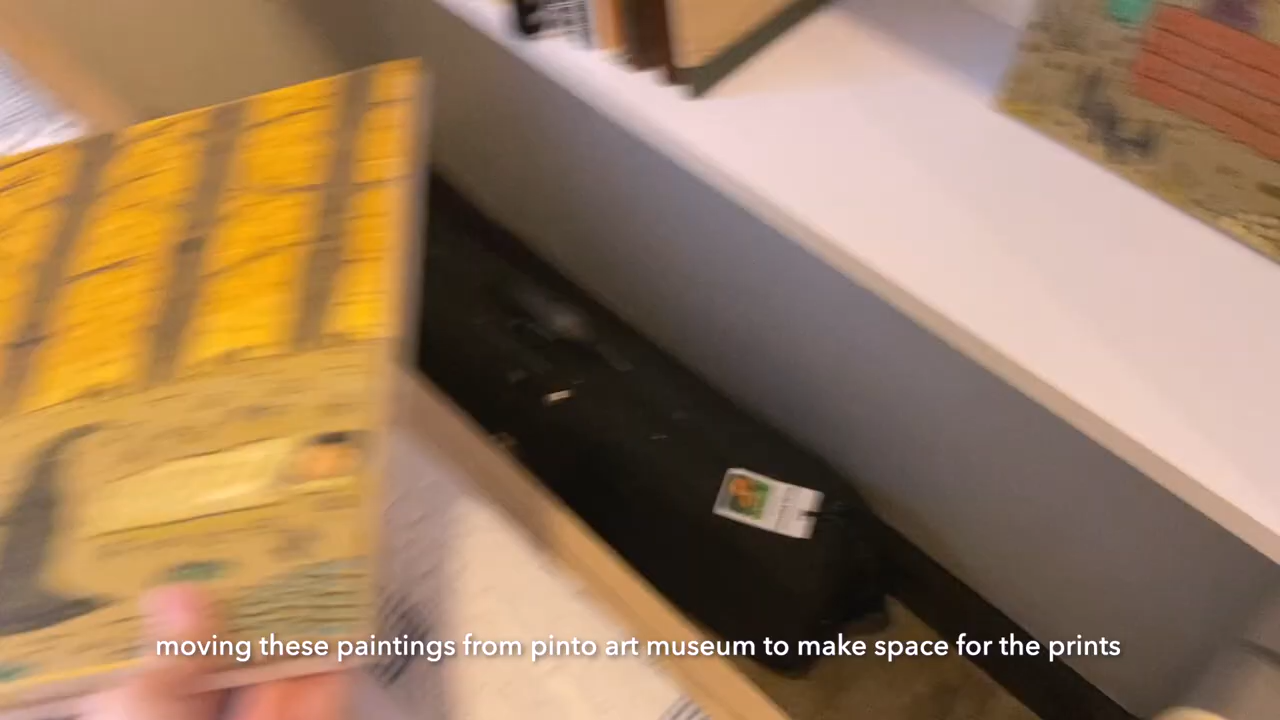 moving these paintings from pinto art museum to make space for the prints